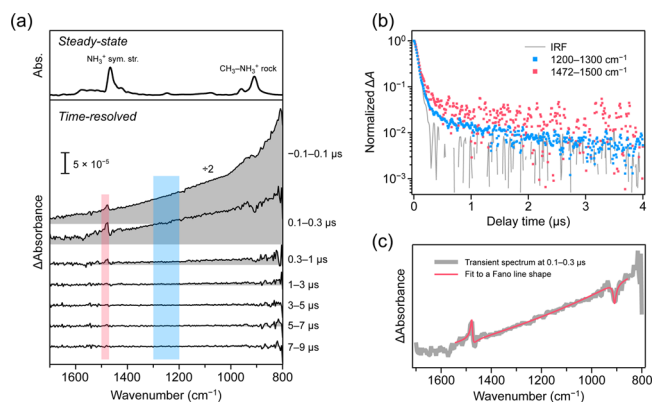 (a)
Steady-state
Abs.
NH₃⁺ sym. str.
CH₃–NH₃⁺ rock
Time-resolved
5 × 10⁻⁵
÷2
−0.1–0.1 μs
0.1–0.3 μs
0.3–1 μs
1–3 μs
3–5 μs
5–7 μs
7–9 μs
ΔAbsorbance
1600 1400 1200 1000 800
Wavenumber (cm⁻¹)
(b)
IRF
1200–1300 cm⁻¹
1472–1500 cm⁻¹
Normalized ΔA
10⁰
10⁻¹
10⁻²
10⁻³
0 1 2 3 4
Delay time (μs)
(c)
Transient spectrum at 0.1–0.3 μs
Fit to a Fano line shape
ΔAbsorbance
1600 1400 1200 1000 800
Wavenumber (cm⁻¹)